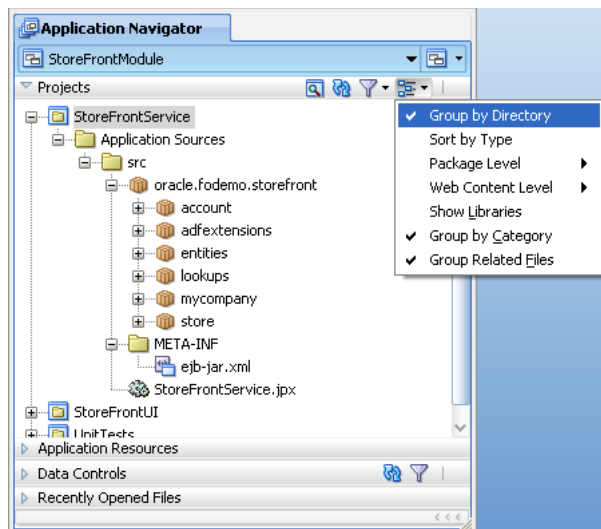 Application Navigator
StoreFrontModule
Projects
StoreFrontService
Application Sources
src
oracle.fodemo.storefront
account
adfextensions
entities
lookups
mycompany
store
META-INF
ejb-jar.xml
StoreFrontService.jpx
StoreFrontUI
UnitTests
Application Resources
Data Controls
Recently Opened Files
Group by Directory
Sort by Type
Package Level
Web Content Level
Show Libraries
Group by Category
Group Related Files